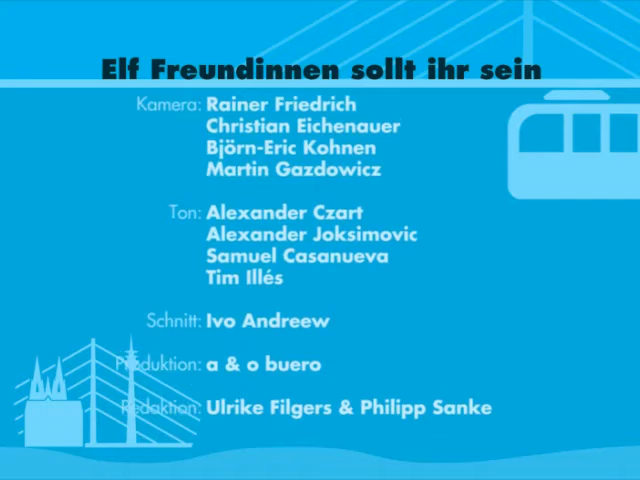 Elf Freundinnen sollt ihr sein
Kamera: Rainer Friedrich
Christian Eichenauer
Björn-Eric Kohnen
Martin Gazdowicz
Ton: Alexander Czart
Alexander Joksimovic
Samuel Casanueva
Tim Illés
Schnitt: Ivo Andreew
Produktion: a & o buero
Redaktion: Ulrike Filgers & Philipp Sanke